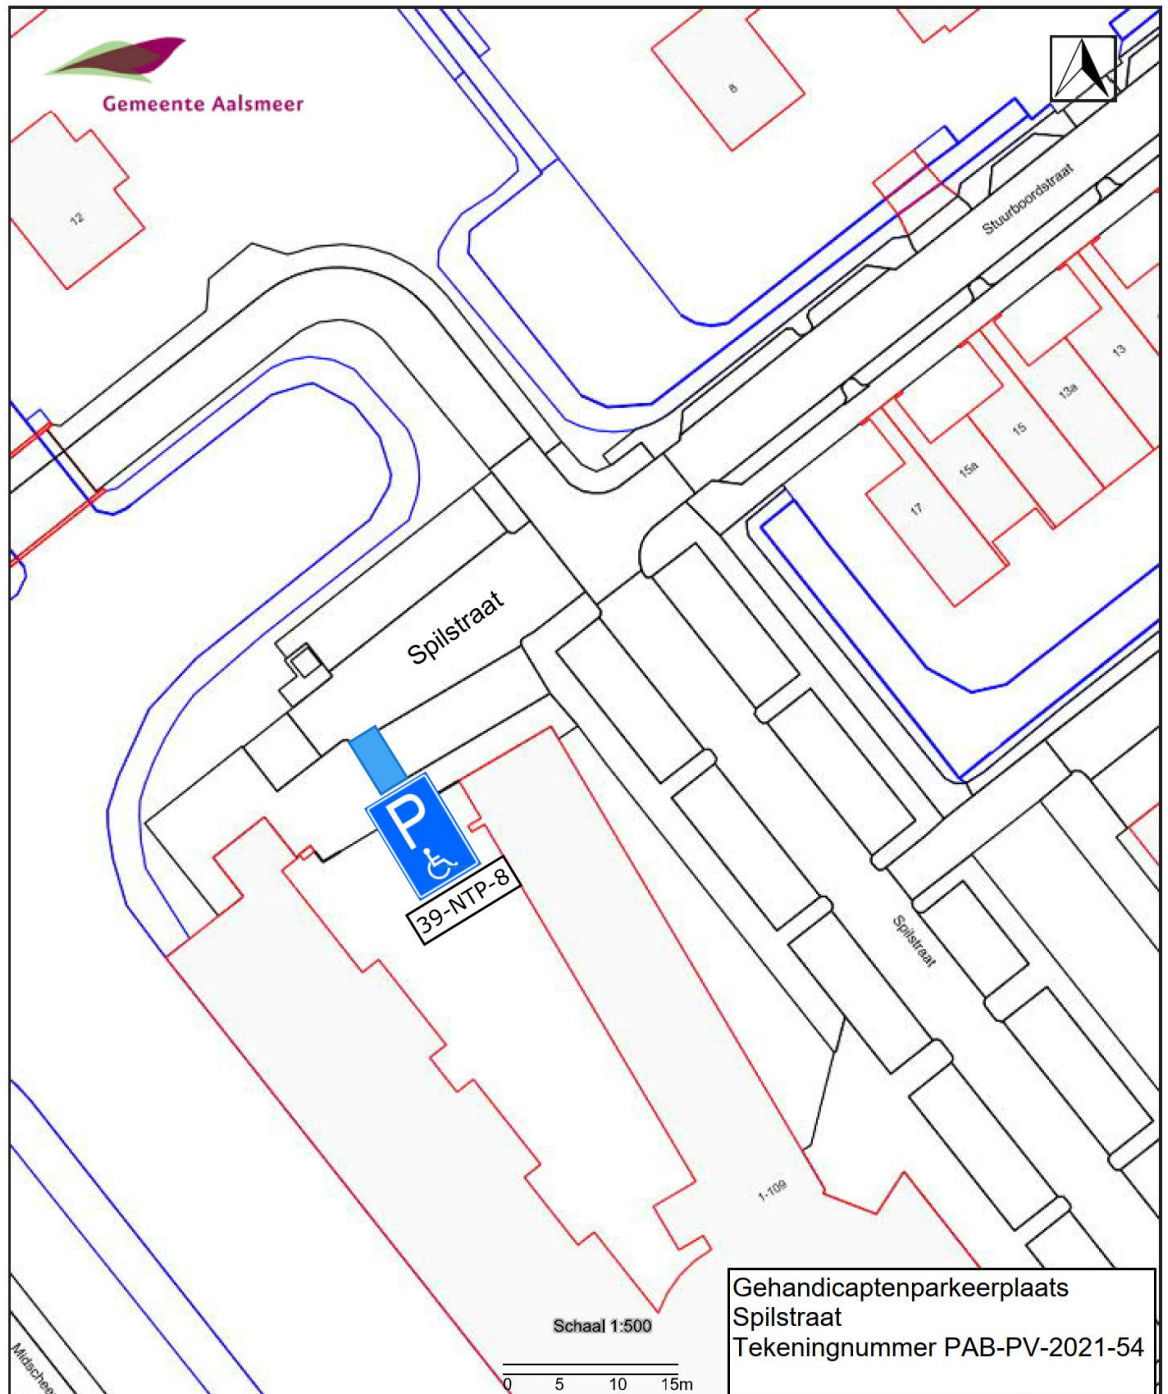 Gemeente Aalsmeer
8
12
Stuurboordstraat
13
13a
15
15a
17
Spilstraat
P
39-NTP-8
Spilstraat
1-109
Gehandicaptenparkeerplaats
Spilstraat
Tekeningnummer PAB-PV-2021-54
Schaal 1:500
0 5 10 15m
Midschee